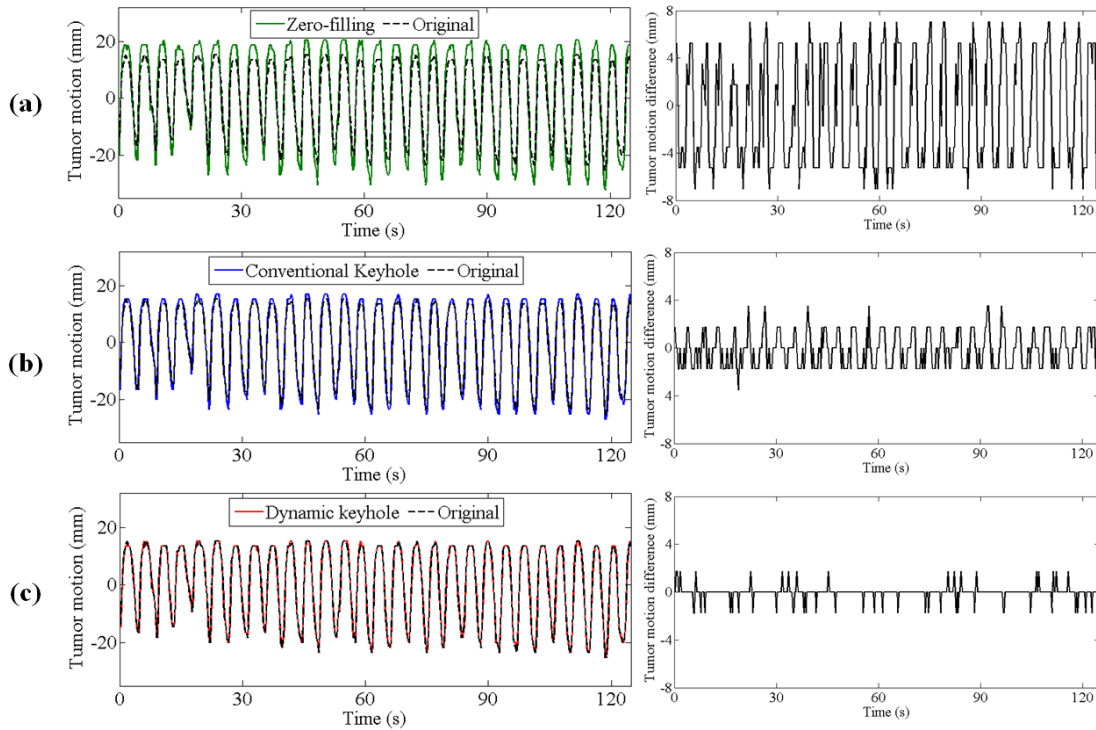 (a)
Zero-filling Original
Tumor motion (mm)
20
0
-20
0 30 60 90 120
Time (s)
Tumor motion difference (mm)
8
4
0
-4
-8
0 30 60 90 120
Time (s)
(b)
Conventional Keyhole Original
Tumor motion (mm)
20
0
-20
0 30 60 90 120
Time (s)
Tumor motion difference (mm)
8
4
0
4
-8
0 30 60 90 120
Time (s)
(c)
Dynamic keyhole Original
Tumor motion (mm)
20
0
-20
0 30 60 90 120
Time (s)
Tumor motion difference (mm)
8
4
0
-4
-8
0 30 60 90 120
Time (s)